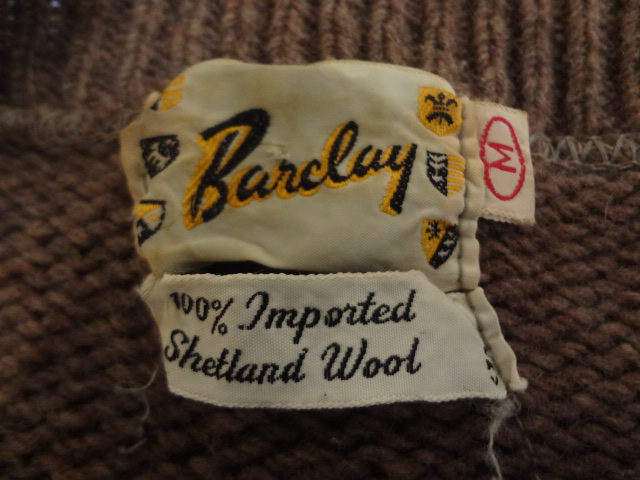 Barclay
M
100% Imported
Shetland Wool